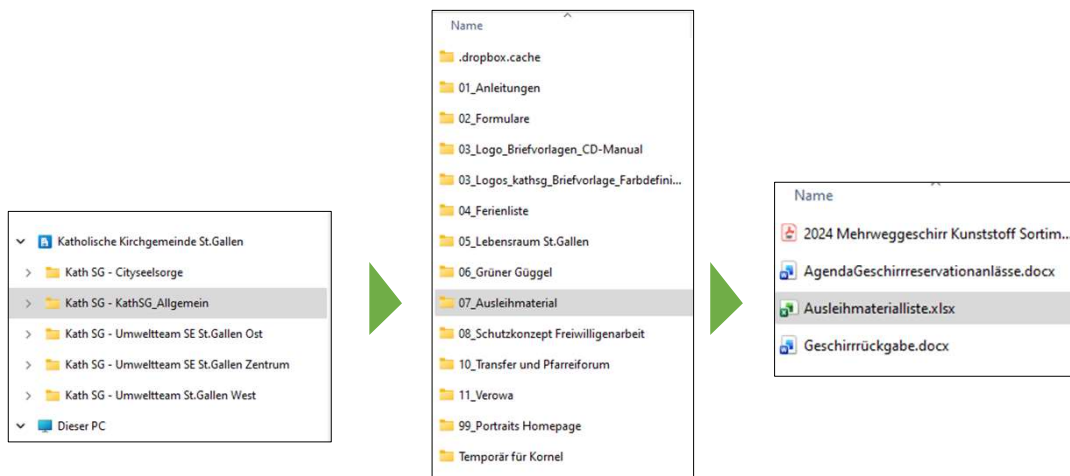 Katholische Kirchgemeinde St.Gallen
Kath SG - Cityseelsorge
Kath SG - KathSG_Allgemein
Kath SG - Umweltteam SE St.Gallen Ost
Kath SG - Umweltteam SE St.Gallen Zentrum
Kath SG - Umweltteam St.Gallen West
Dieser PC
Name
.dropbox.cache
01_Anleitungen
02_Formulare
03_Logo_Briefvorlagen_CD-Manual
03_Logos_kathsg_Briefvorlage_Farbdefini...
04_Ferienliste
05_Lebensraum St.Gallen
06_Grüner Güggel
07_Ausleihmaterial
08_Schutzkonzept Freiwilligenarbeit
10_Transfer und Pfarreiforum
11_Verowa
99_Portraits Homepage
Temporär für Kornel
Name
2024 Mehrweggeschirr Kunststoff Sortim...
AgendaGeschirrreservationanlässe.docx
Ausleihmaterialliste.xlsx
Geschirrrückgabe.docx